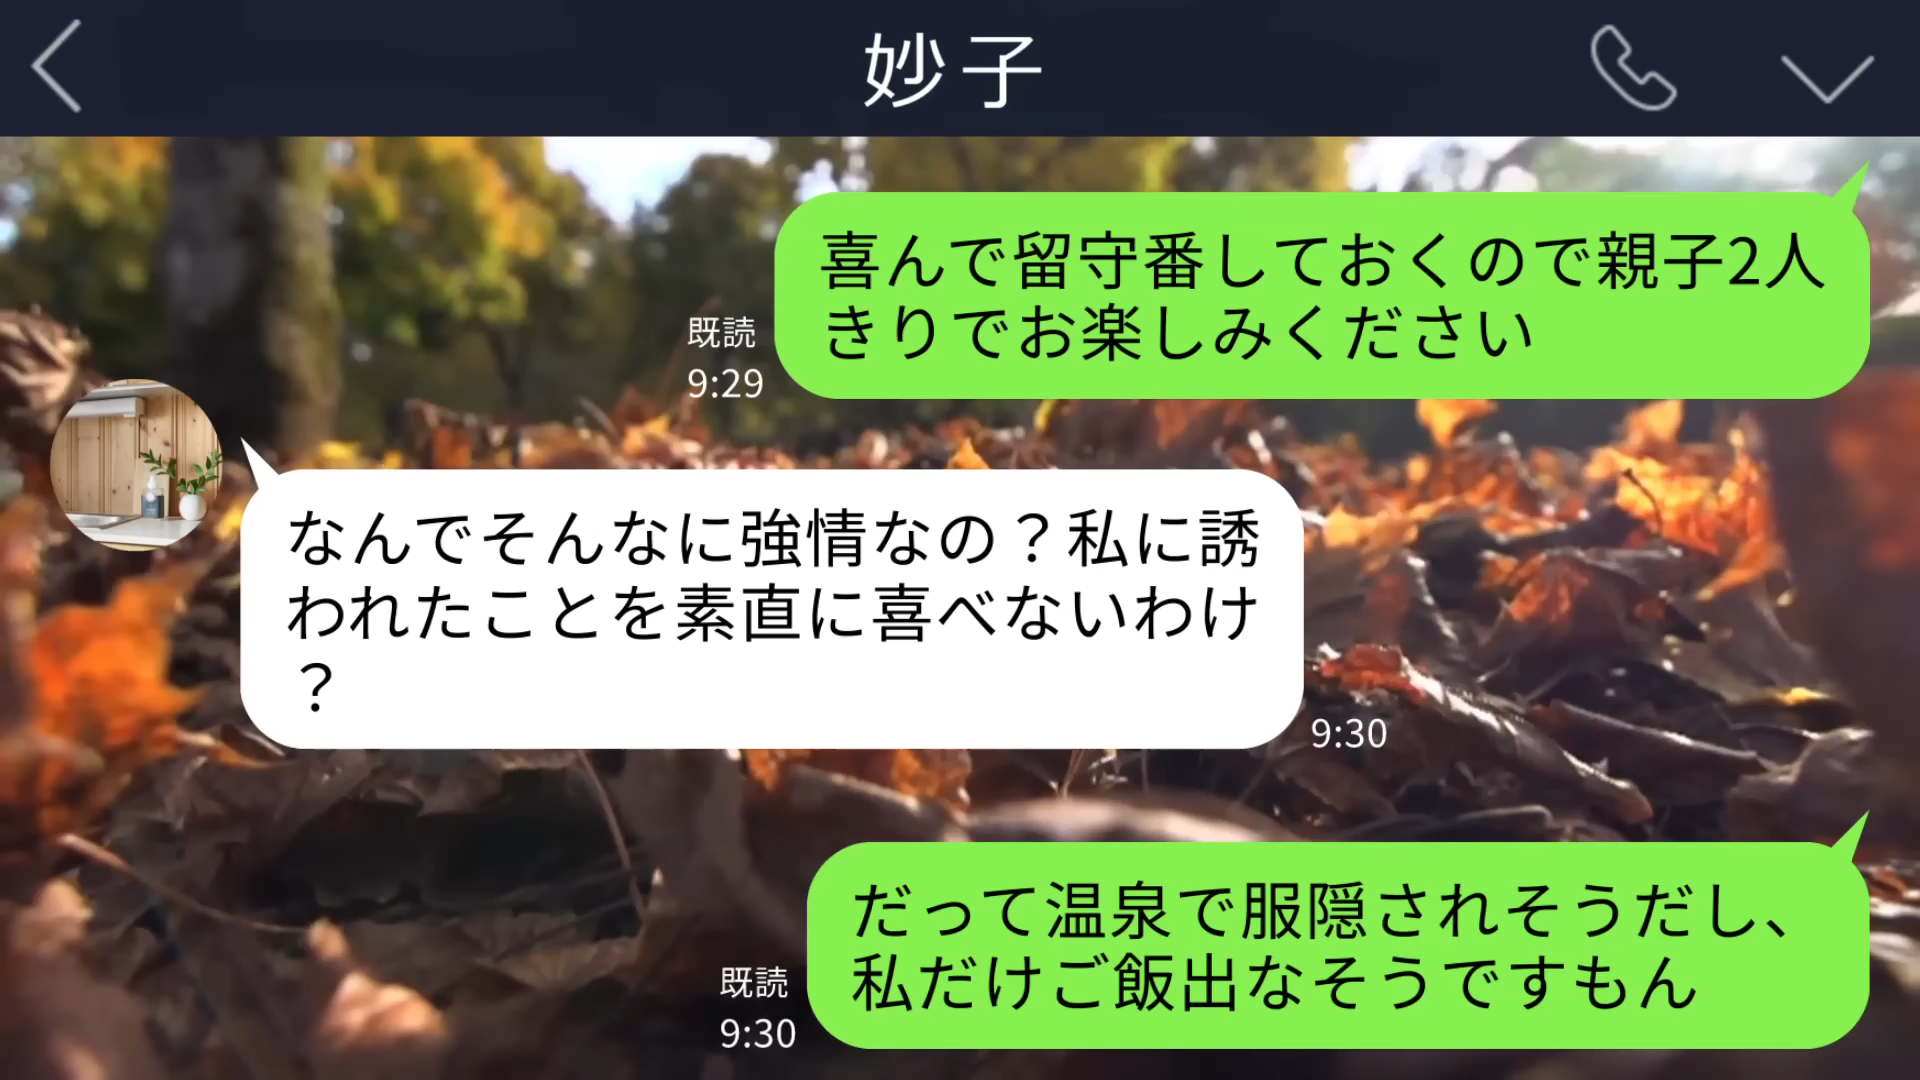 妙子
喜んで留守番しておくので親子2人
きりでお楽しみください
既読
9:29
なんでそんなに強情なの？私に誘
われたことを素直に喜べないわけ
？
9:30
だって温泉で服隠されそうだし、
私だけご飯出なそうですもん
既読
9:30